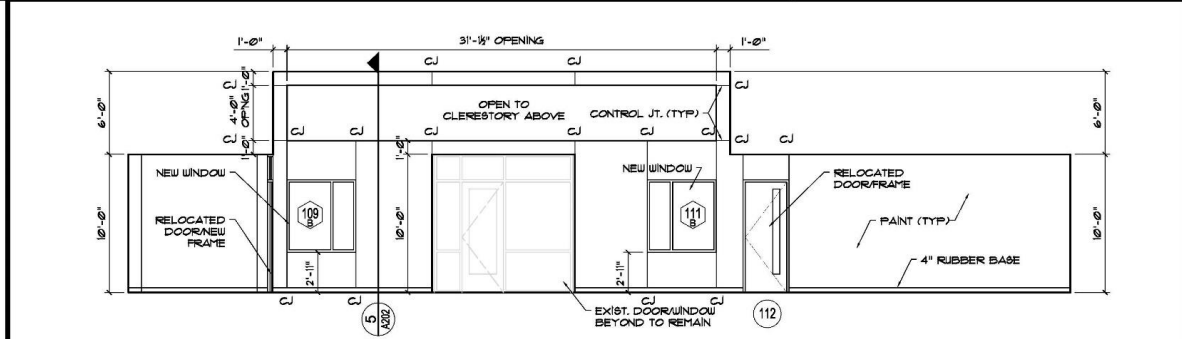 1'-0" 31'-1½" OPENING 1'-0"
CJ CJ
CJ 1'-0" CJ
6'-0" 4'-0" OPING OPEN TO CLERESTORY ABOVE CONTROL JT. (TYP) 6'-0"
CJ CJ CJ CJ CJ CJ CJ CJ CJ
1'-0" 1'-0"
NEW WINDOW NEW WINDOW RELOCATED
DOOR/FRAME
109
B
111
B
RELOCATED
DOOR/NEW
FRAME
PAINT (TYP)
10'-0" 10'-0" 10'-0"
2'-11" 2'-11" 4" RUBBER BASE
CJ CJ CJ CJ
5
A202
EXIST. DOOR/WINDOW
BEYOND TO REMAIN
112